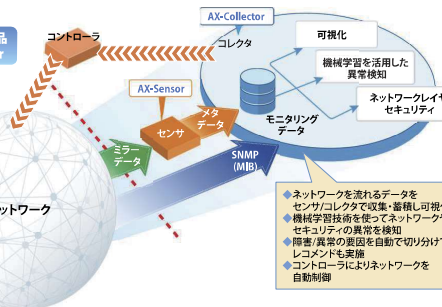 品
コントローラ
AX-Collector
コレクタ
可視化
機械学習を活用した
異常検知
ネットワークレイヤ
セキュリティ
モニタリング
データ
AX-Sensor
センサ
メタ
データ
ミラー
データ
SNMP
(MIB)
ットワーク
◆ネットワークを流れるデータを
センサ/コレクタで収集・蓄積し可視化
◆機械学習技術を使ってネットワーク
セキュリティの異常を検知
◆障害/異常の要因を自動で切り分けて
レコメンドも実施
◆コントローラによりネットワークを
自動制御